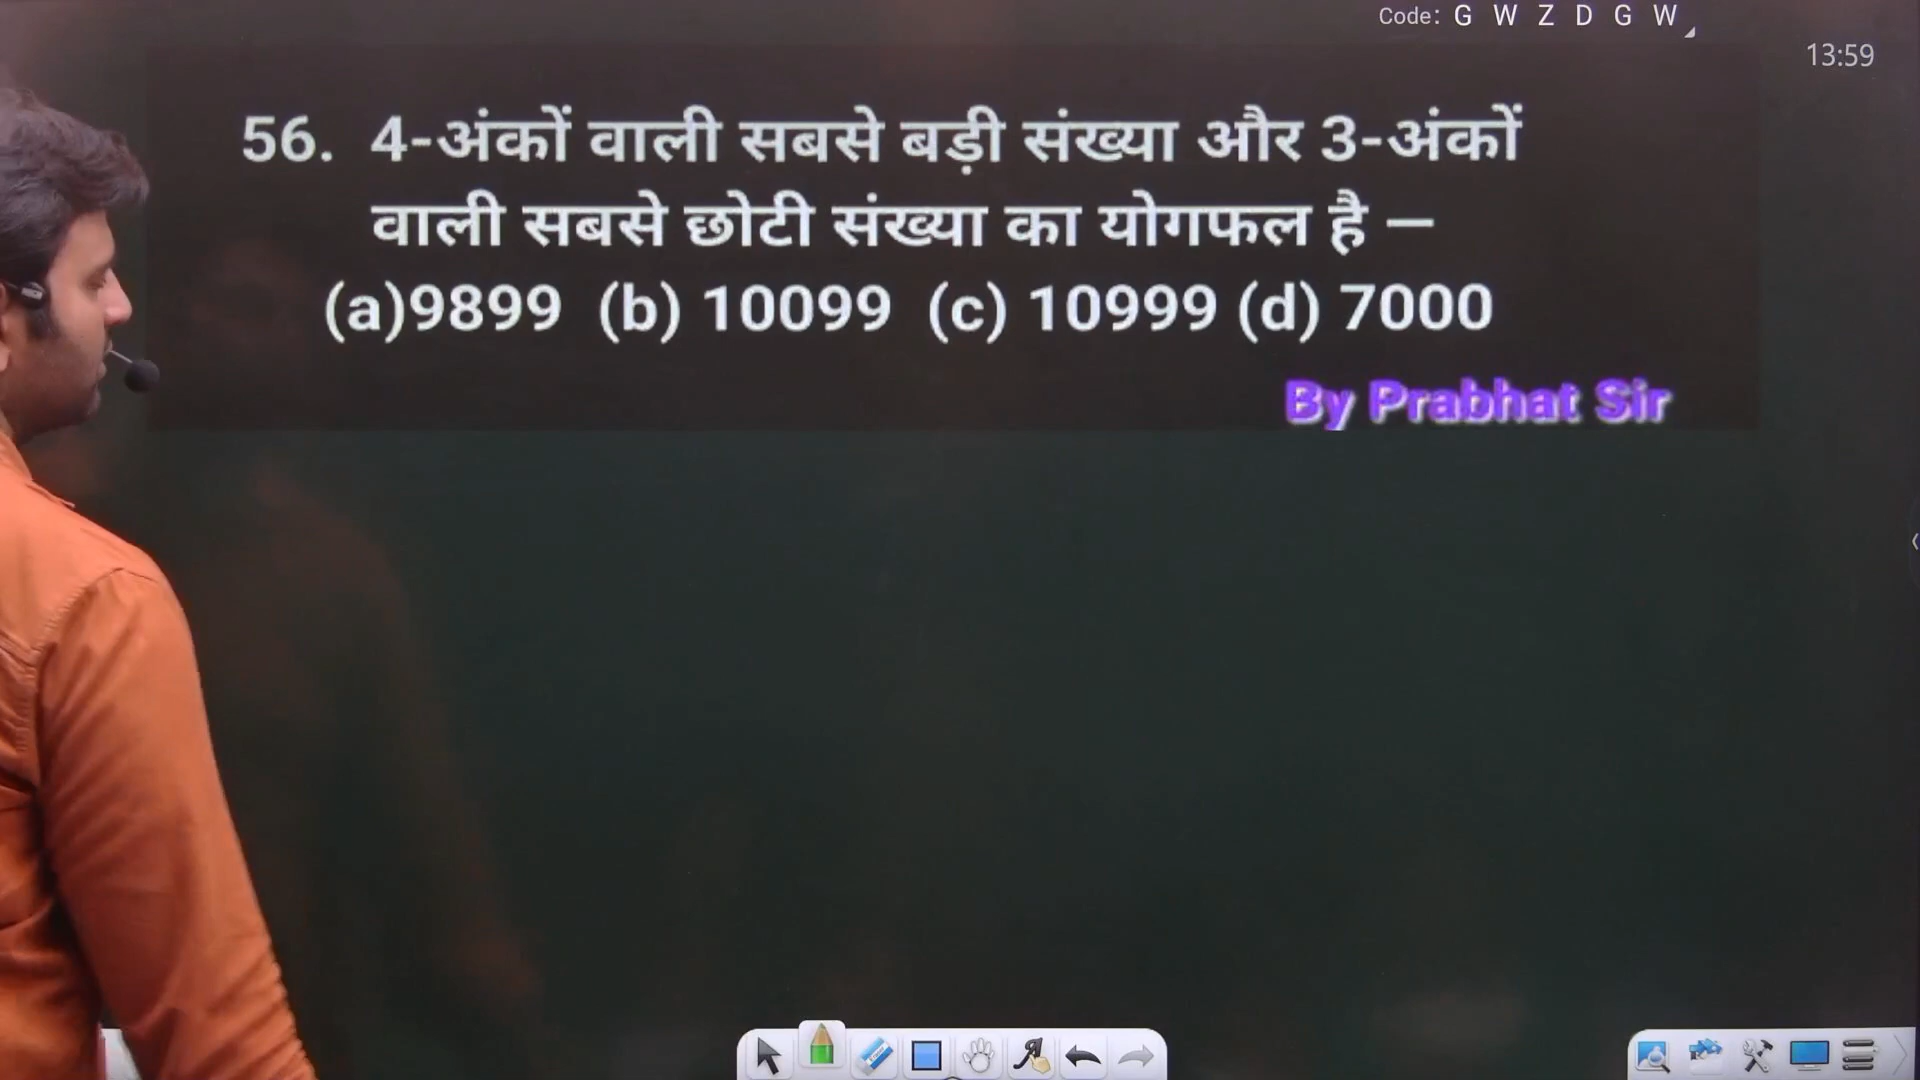 Code: G W Z D G W
13:59
56. 4-अंकों वाली सबसे बड़ी संख्या और 3-अंकों
वाली सबसे छोटी संख्या का योगफल है —
(a)9899 (b) 10099 (c) 10999 (d) 7000
By Prabhat Sir